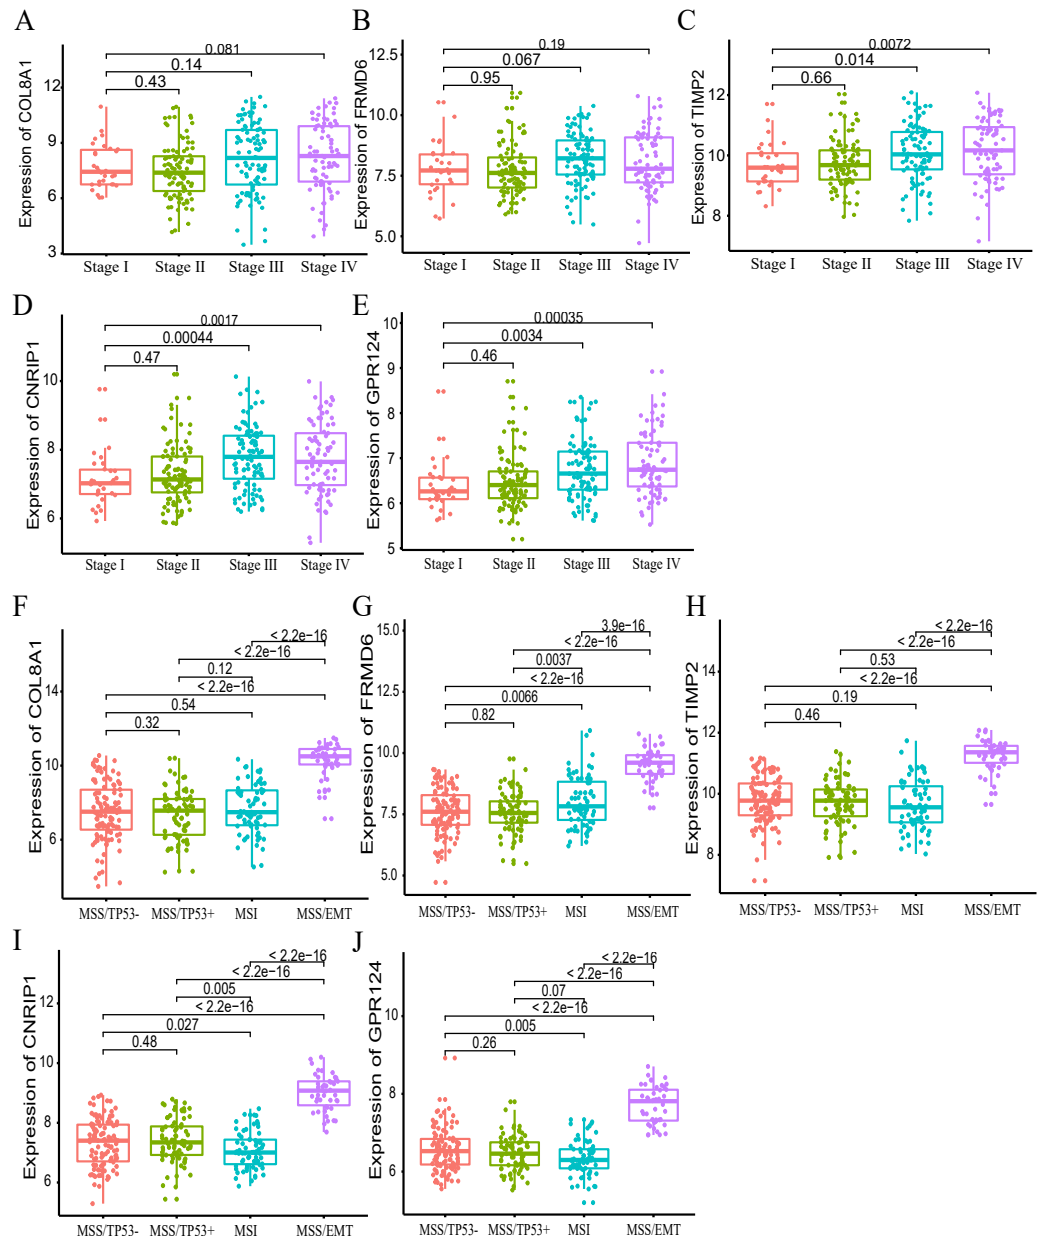 A
Expression of COL8A1
12
9
6
3
0.081
0.14
0.43
Stage I Stage II Stage III Stage IV
B
Expression of FRMD6
12.5
10.0
7.5
5.0
0.19
0.067
0.95
Stage I Stage II Stage III Stage IV
C
Expression of TIMP2
12
10
8
0.0072
0.014
0.66
Stage I Stage II Stage III Stage IV
D
Expression of CNRIP1
10
8
6
0.0017
0.00044
0.47
Stage I Stage II Stage III Stage IV
E
Expression of GPR124
10
9
8
7
6
5
0.00035
0.0034
0.46
Stage I Stage II Stage III Stage IV
F
Expression of COL8A1
14
10
6
< 2.2e−16
< 2.2e−16
0.12
< 2.2e−16
0.54
0.32
MSS/TP53- MSS/TP53+ MSI MSS/EMT
G
Expression of FRMD6
15.0
10.0
7.5
5.0
3.9e−16
< 2.2e−16
0.0037
< 2.2e−16
0.0066
0.82
MSS/TP53- MSS/TP53+ MSI MSS/EMT
H
Expression of TIMP2
14
12
10
8
< 2.2e−16
< 2.2e−16
0.53
< 2.2e−16
0.19
0.46
MSS/TP53- MSS/TP53+ MSI MSS/EMT
I
Expression of CNRIP1
12
10
8
6
< 2.2e−16
< 2.2e−16
0.005
< 2.2e−16
0.027
0.48
MSS/TP53- MSS/TP53+ MSI MSS/EMT
J
Expression of GPR124
10
8
6
< 2.2e−16
< 2.2e−16
0.07
< 2.2e−16
0.005
0.26
MSS/TP53- MSS/TP53+ MSI MSS/EMT